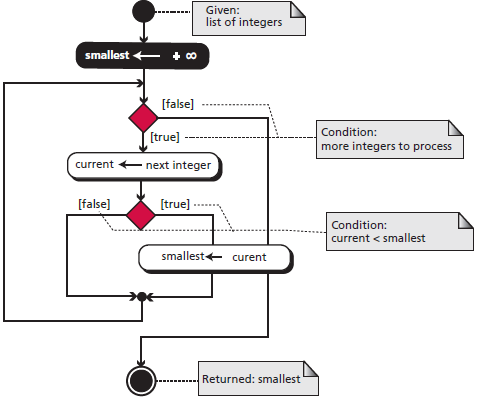 Given:
list of integers
smallest ← + ∞
[false]
[true]
Condition:
more integers to process
current ← next integer
[false]
[true]
Condition:
current < smallest
smallest ← curent
Returned: smallest